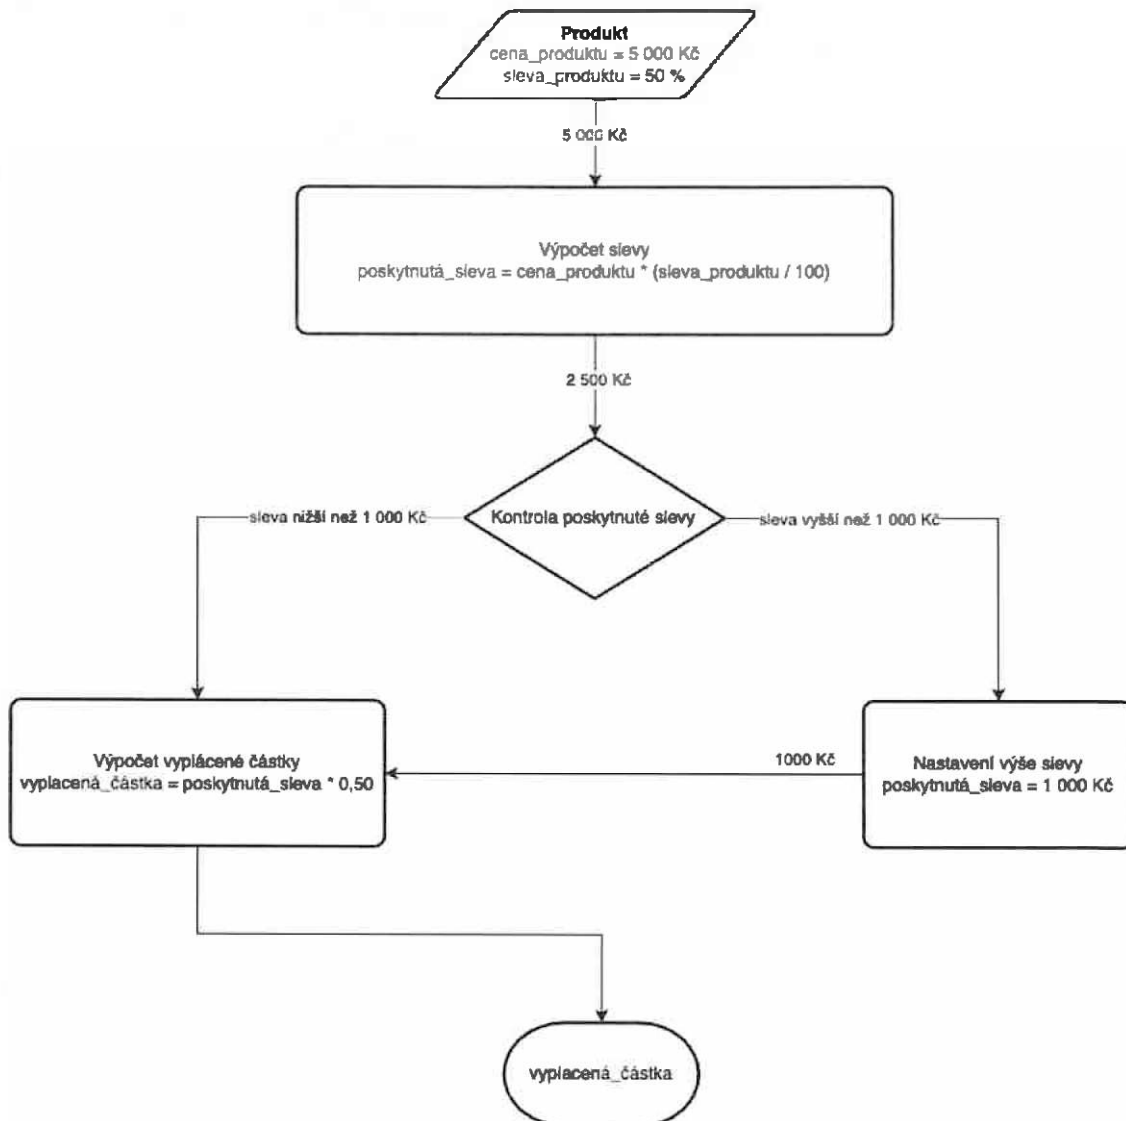 Produkt
cena_produktu = 5 000 Kč
sleva_produktu = 50 %
5 000 Kč
Výpočet slevy
poskytnutá_sleva = cena_produktu * (sleva_produktu / 100)
2 500 Kč
sleva nižší než 1 000 Kč
Kontrola poskytnuté slevy
sleva vyšší než 1 000 Kč
Výpočet vyplácené částky
vyplacená_částka = poskytnutá_sleva * 0,50
1000 Kč
Nastavení výše slevy
poskytnutá_sleva = 1 000 Kč
vyplacená_částka